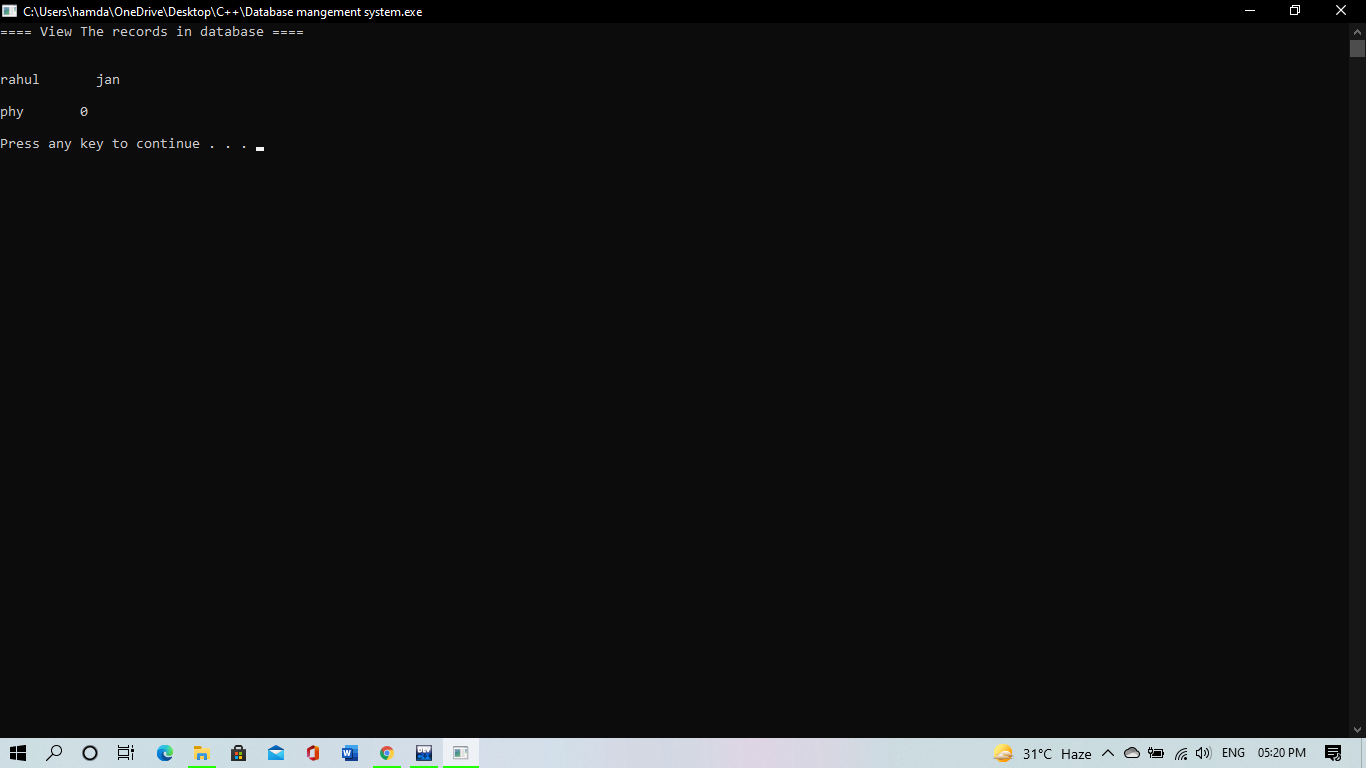 C:\Users\hamda\OneDrive\Desktop\C++\Database mangement system.exe
==== View The records in database ====
rahul       jan
phy       0
Press any key to continue . . .
31°C Haze ENG 05:20 PM